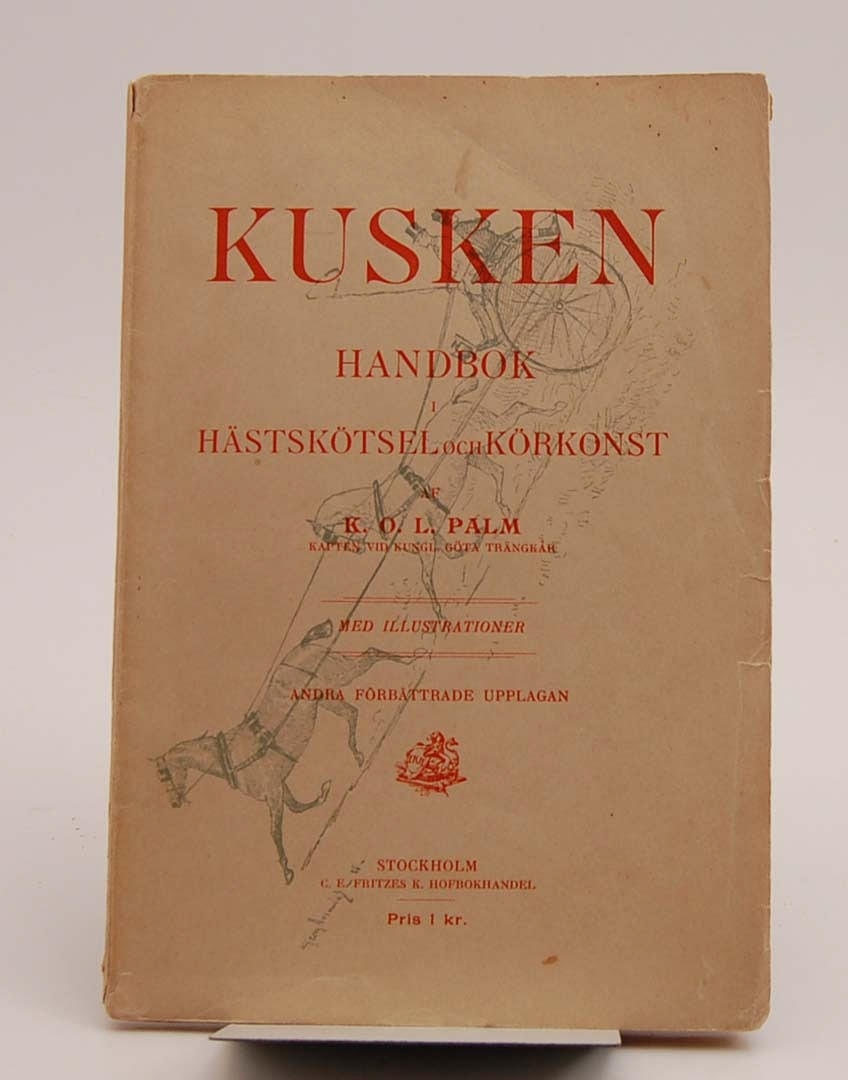 KUSKEN
HANDBOK
I
HÄSTSKÖTSEL OCH KÖRKONST
AF
K. O. L. PALM
KAPTEN VID KUNGL. GÖTA TRÄNGKÅR
MED ILLUSTRATIONER
ANDRA FÖRBÄTTRADE UPPLAGAN
STOCKHOLM
C. E. FRITZES K. HOFBOKHANDEL
Pris 1 kr.